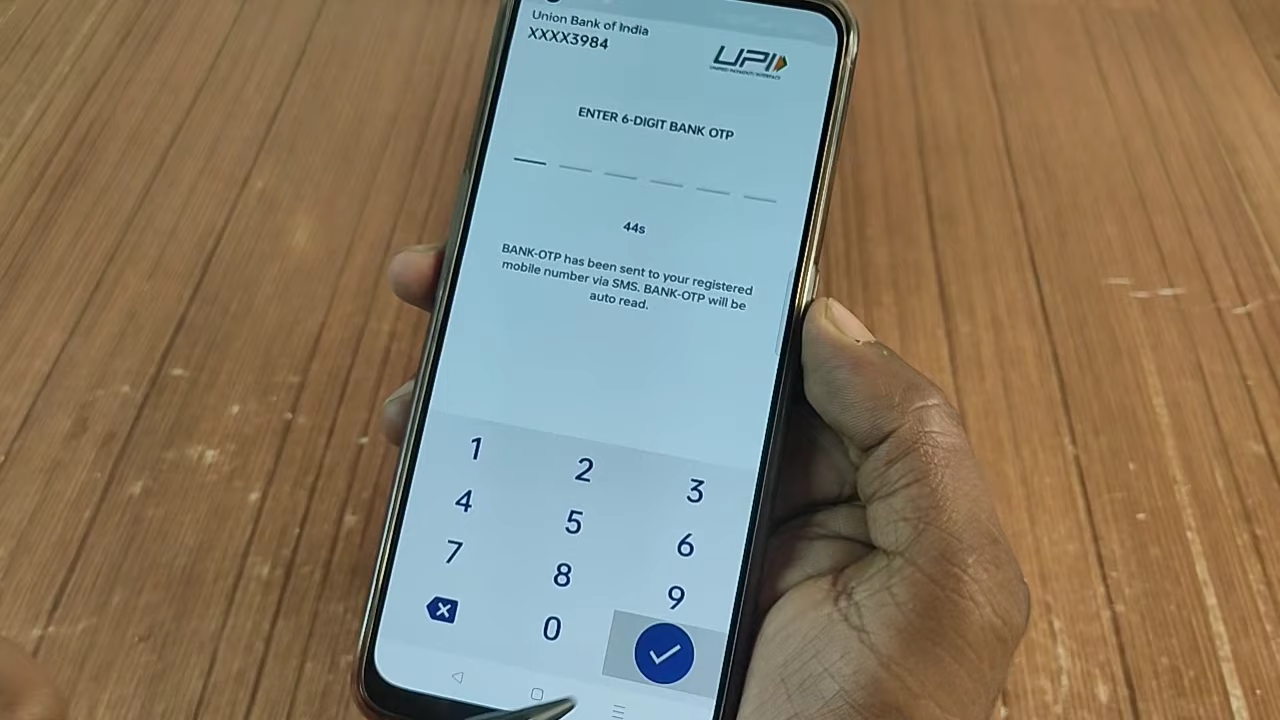 Union Bank of India
XXXX3984
UPI
UNIFIED PAYMENTS INTERFACE
ENTER 6-DIGIT BANK OTP
44s
BANK-OTP has been sent to your registered
mobile number via SMS. BANK-OTP will be
auto read.
1 2 3
4 5 6
7 8 9
0